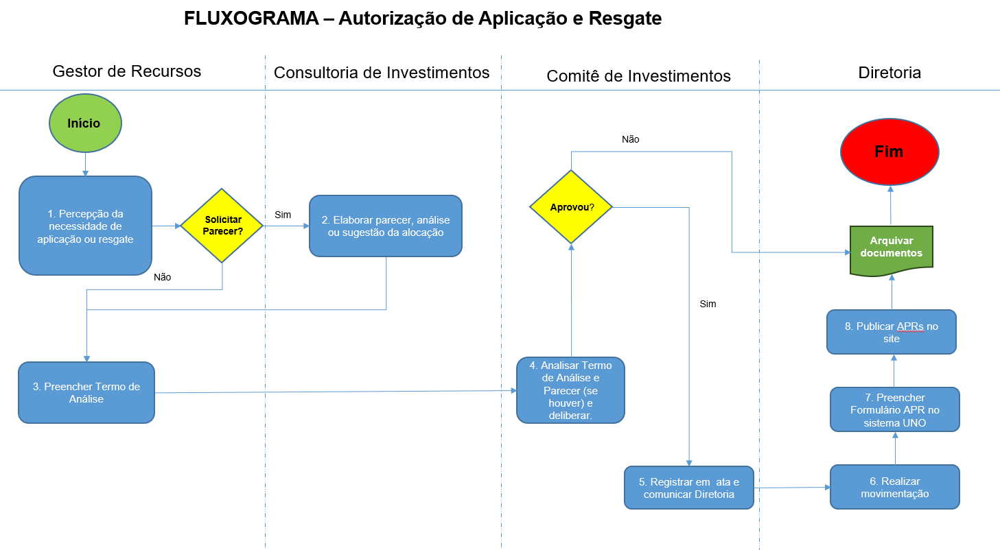 FLUXOGRAMA – Autorização de Aplicação e Resgate
Gestor de Recursos
Consultoria de Investimentos
Comitê de Investimentos
Diretoria
Início
1. Percepção da
necessidade de
aplicação ou resgate
Solicitar
Parecer?
Sim
2. Elaborar parecer, análise
ou sugestão da alocação
Não
3. Preencher Termo de
Análise
4. Analisar Termo
de Análise e
Parecer (se
houver) e
deliberar.
Aprovou?
Não
Sim
5. Registrar em  ata e
comunicar Diretoria
6. Realizar
movimentação
7. Preencher
Formulário APR no
sistema UNO
8. Publicar APRs no
site
Arquivar
documentos
Fim